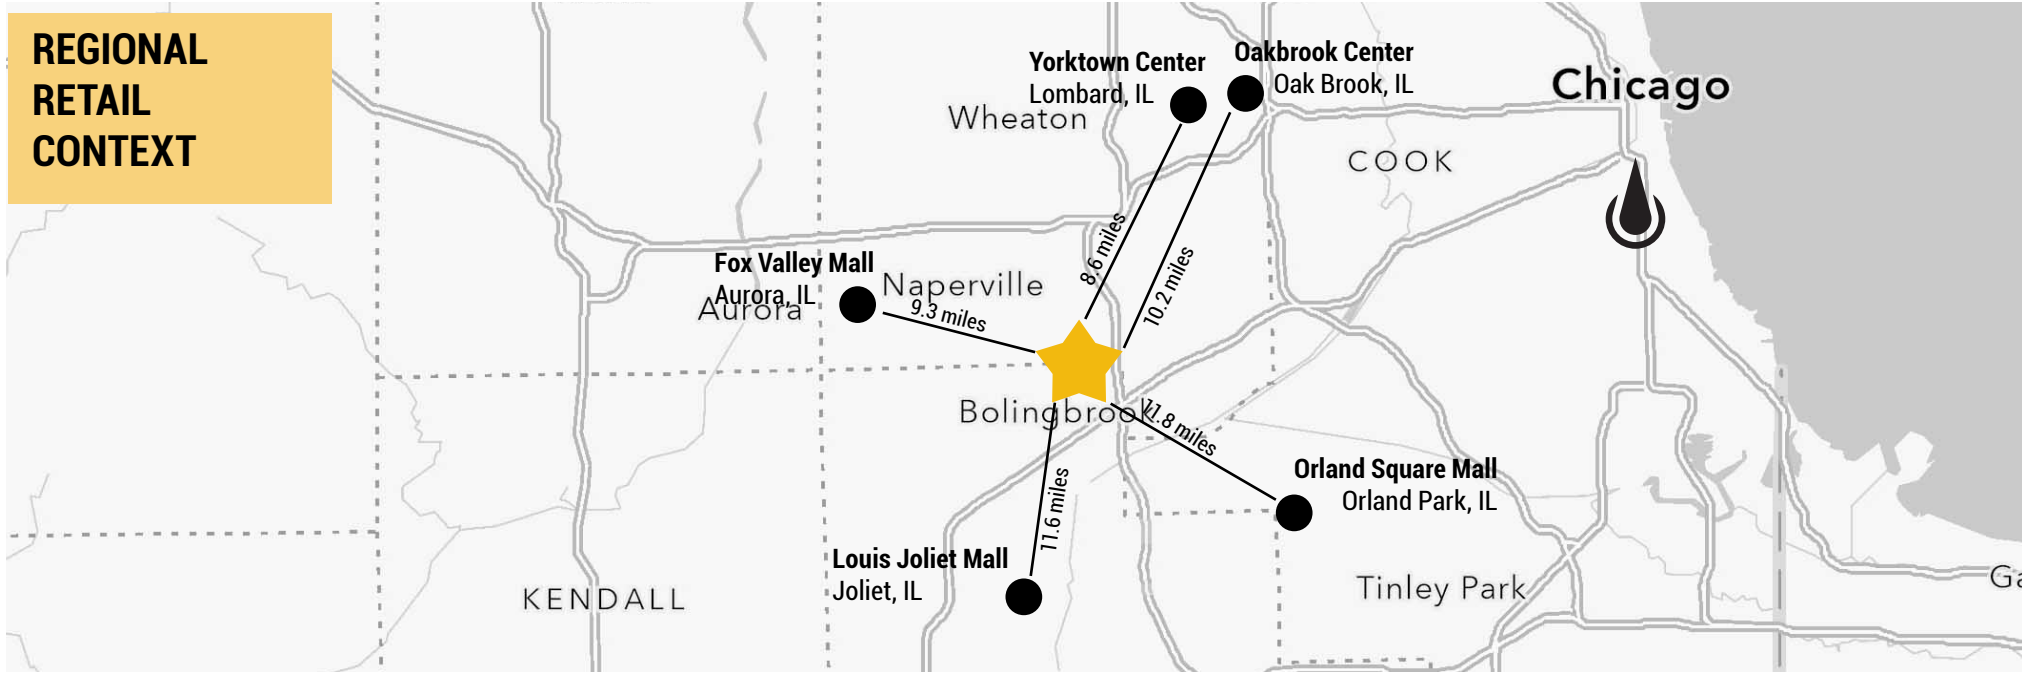 REGIONAL
RETAIL
CONTEXT
Yorktown Center
Lombard, IL
Oakbrook Center
Oak Brook, IL
Chicago
Wheaton
COOK
8.6 miles
10.2 miles
Fox Valley Mall
Aurora, IL
Aurora
Naperville
9.3 miles
Bolingbrook
11.8 miles
11.6 miles
Orland Square Mall
Orland Park, IL
Louis Joliet Mall
Joliet, IL
KENDALL
Tinley Park
Ga